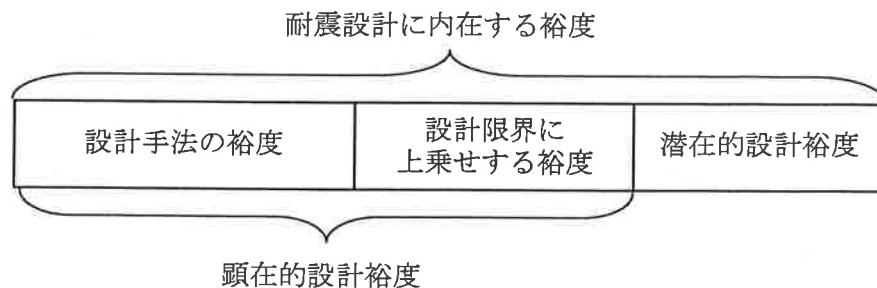 耐震設計に内在する裕度
設計手法の裕度
設計限界に
上乗せする裕度
潜在的設計裕度
顕在的設計裕度